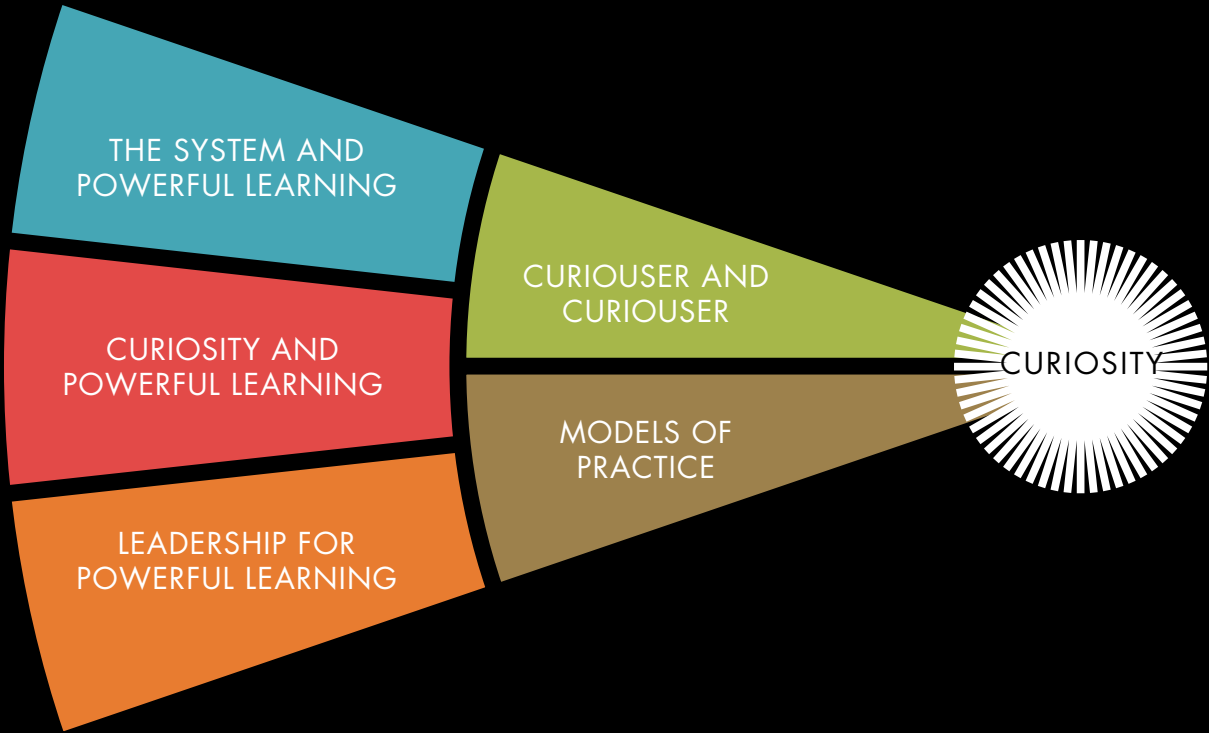 THE SYSTEM AND
POWERFUL LEARNING
CURIOSITY AND
POWERFUL LEARNING
LEADERSHIP FOR
POWERFUL LEARNING
CURIOUSER AND
CURIOUSER
MODELS OF
PRACTICE
CURIOSITY